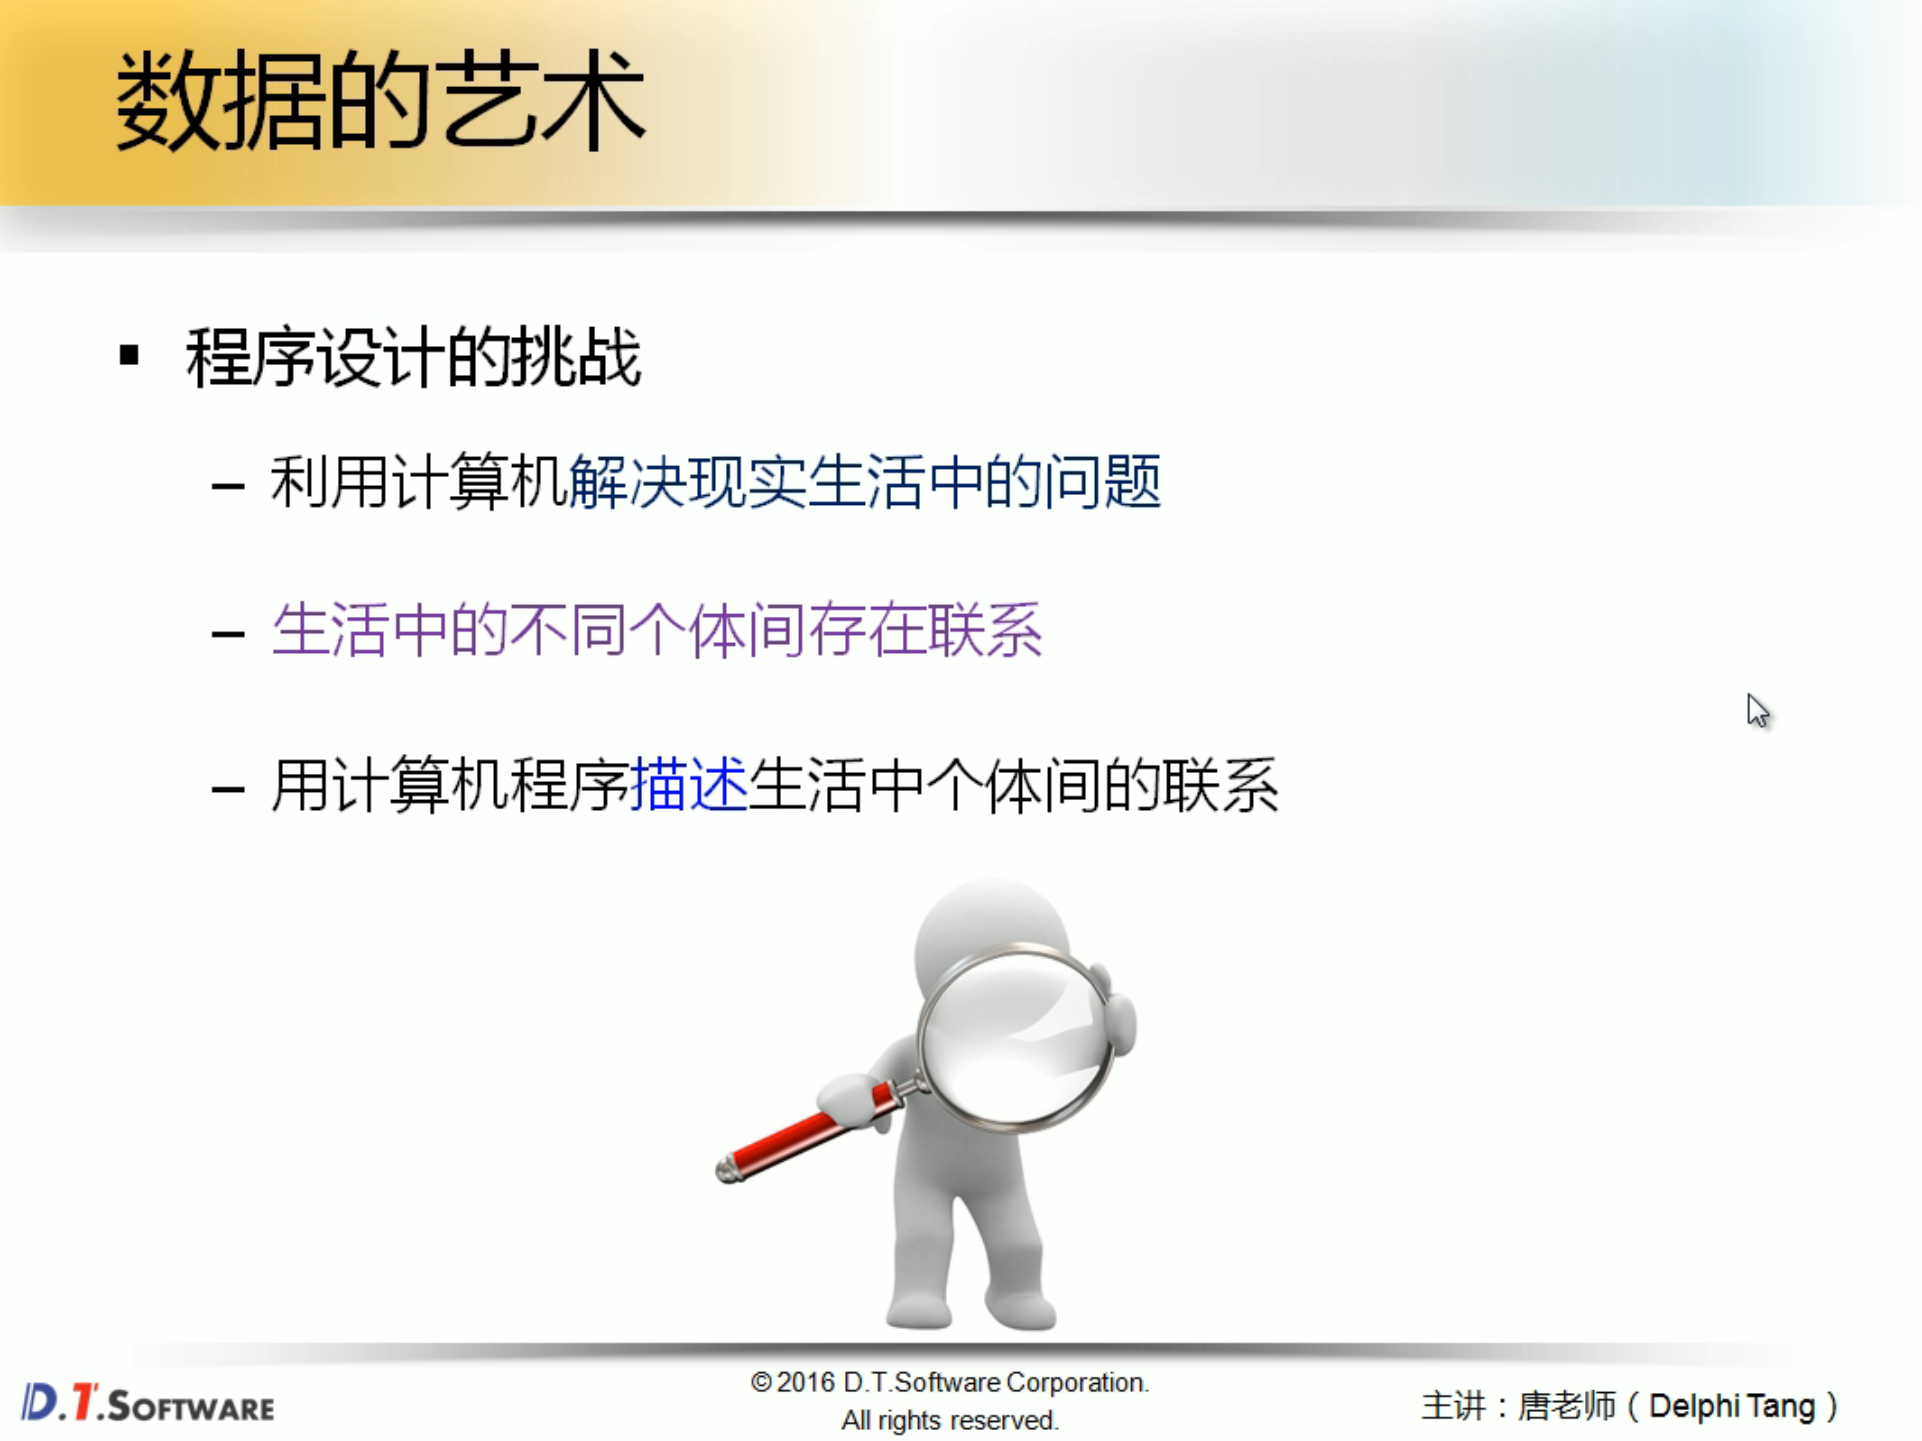 数据的艺术
▪ 程序设计的挑战
– 利用计算机解决现实生活中的问题
– 生活中的不同个体间存在联系
– 用计算机程序描述生活中个体间的联系
D.T.SOFTWARE
© 2016 D.T.Software Corporation.
All rights reserved.
主讲：唐老师（Delphi Tang）